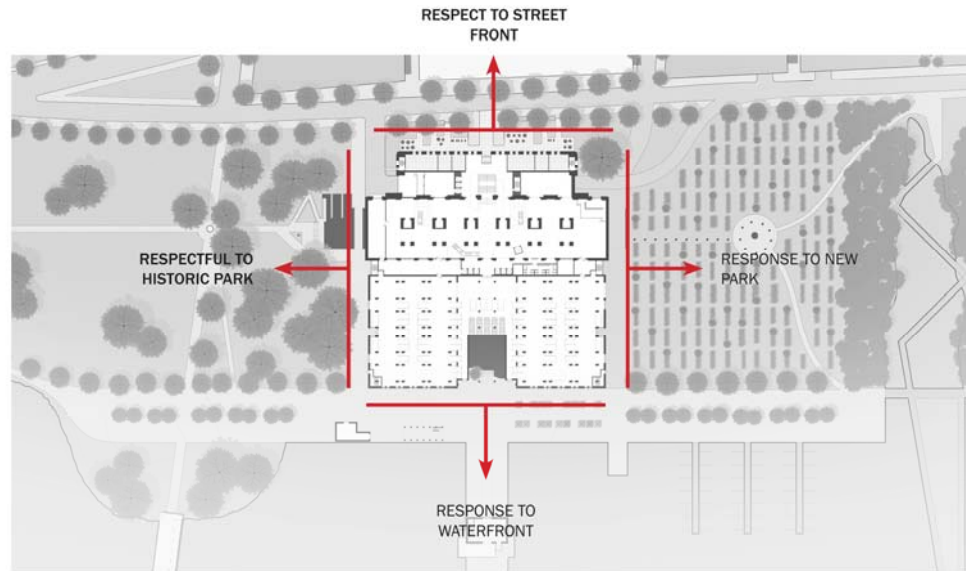 RESPECT TO STREET
FRONT
RESPECTFUL TO
HISTORIC PARK
RESPONSE TO NEW
PARK
RESPONSE TO
WATERFRONT